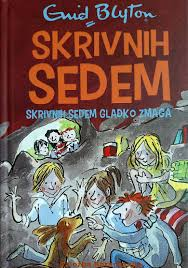 Enid Blyton
SKRIVNIH
SEDEM
SKRIVNIH SEDEM GLADKO ZMAGA